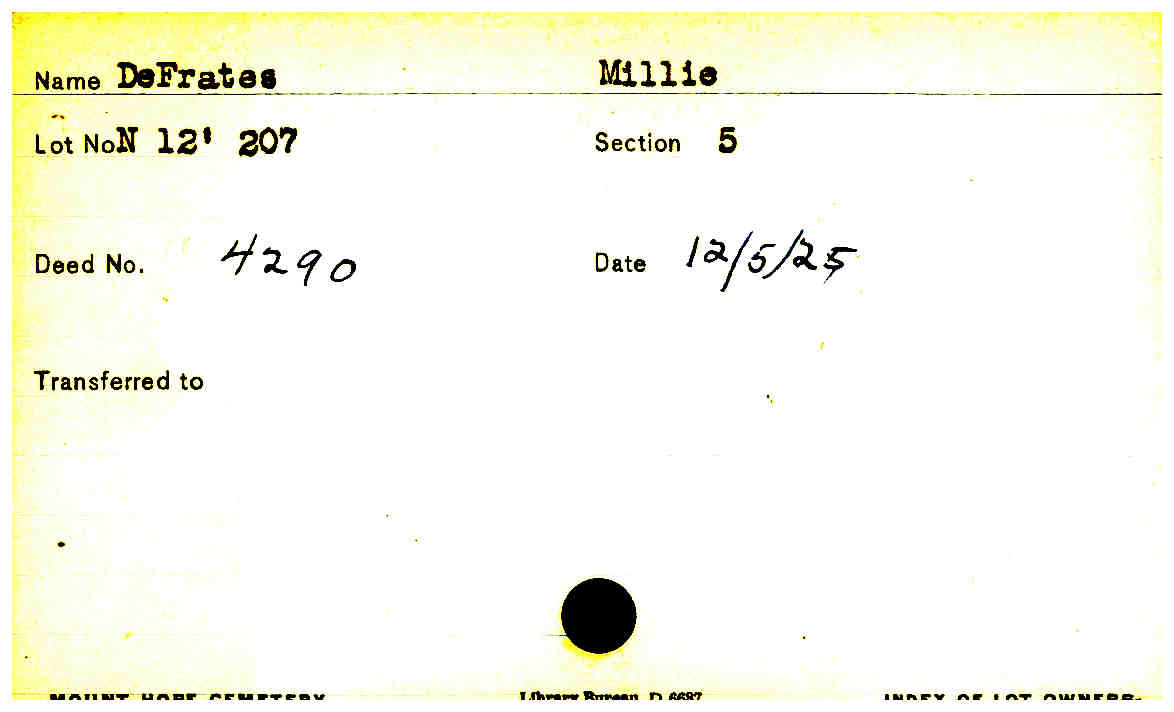 Name DeFrates Millie
Lot No N 12' 207 Section 5
Deed No. 4290 Date 12/5/25
Transferred to
MOUNT HOPE CEMETERY Library Bureau D 6687 INDEX OF LOT OWNERS